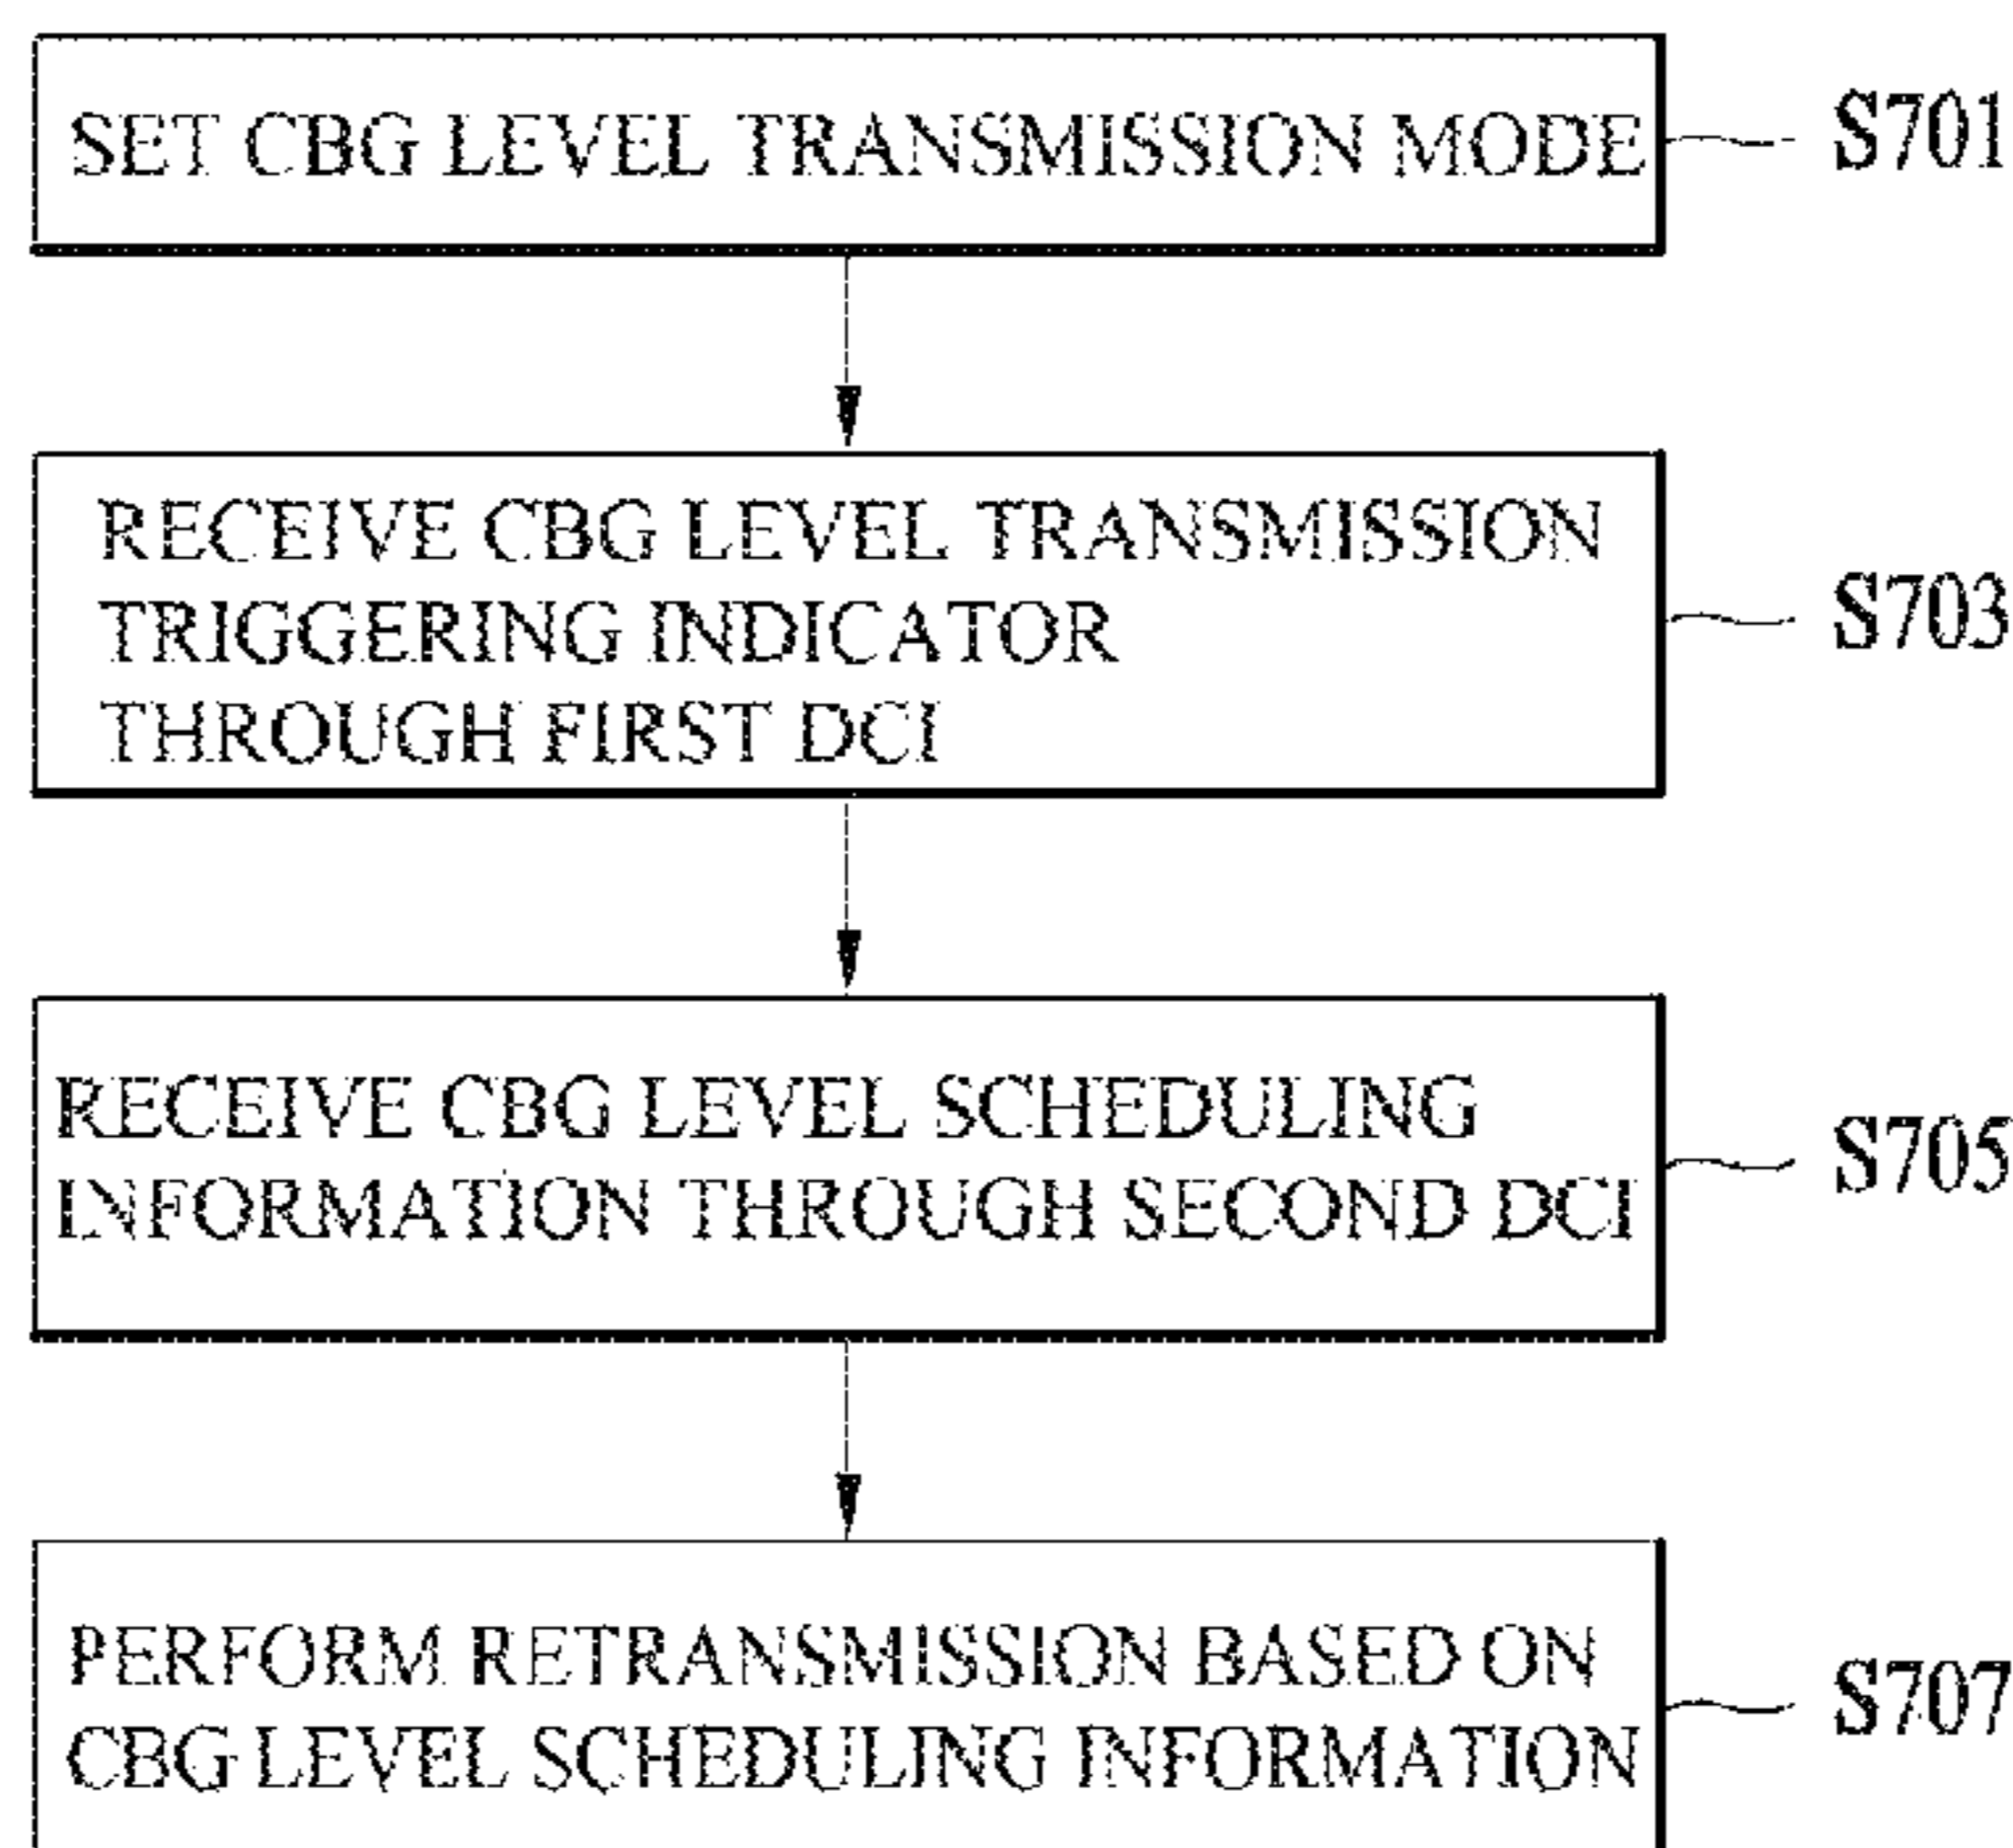 SET CBG LEVEL TRANSMISSION MODE
S701
RECEIVE CBG LEVEL TRANSMISSION
TRIGGERING INDICATOR
THROUGH FIRST DCI
S703
RECEIVE CBG LEVEL SCHEDULING
INFORMATION THROUGH SECOND DCI
S705
PERFORM RETRANSMISSION BASED ON
CBG LEVEL SCHEDULING INFORMATION
S707